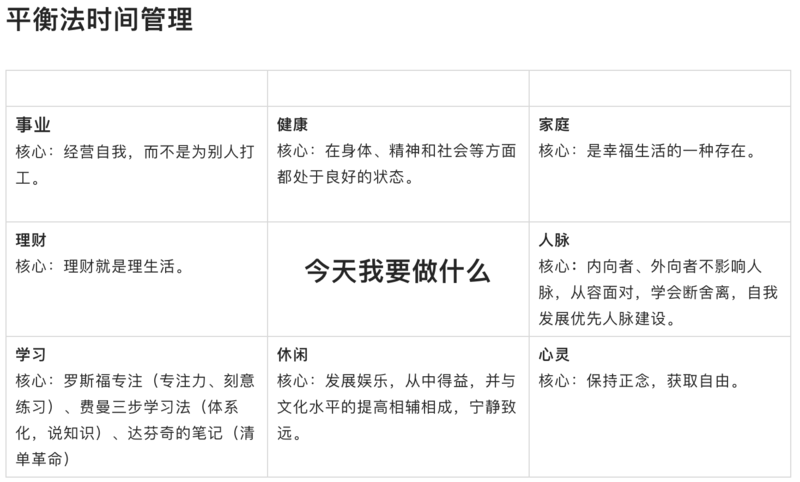 平衡法时间管理
事业
核心：经营自我，而不是为别人打
工。
健康
核心：在身体、精神和社会等方面
都处于良好的状态。
家庭
核心：是幸福生活的一种存在。
理财
核心：理财就是理生活。
今天我要做什么
人脉
核心：内向者、外向者不影响人
脉，从容面对，学会断舍离，自我
发展优先人脉建设。
学习
核心：罗斯福专注（专注力、刻意
练习）、费曼三步学习法（体系
化，说知识）、达芬奇的笔记（清
单革命）
休闲
核心：发展娱乐，从中得益，并与
文化水平的提高相辅相成，宁静致
远。
心灵
核心：保持正念，获取自由。